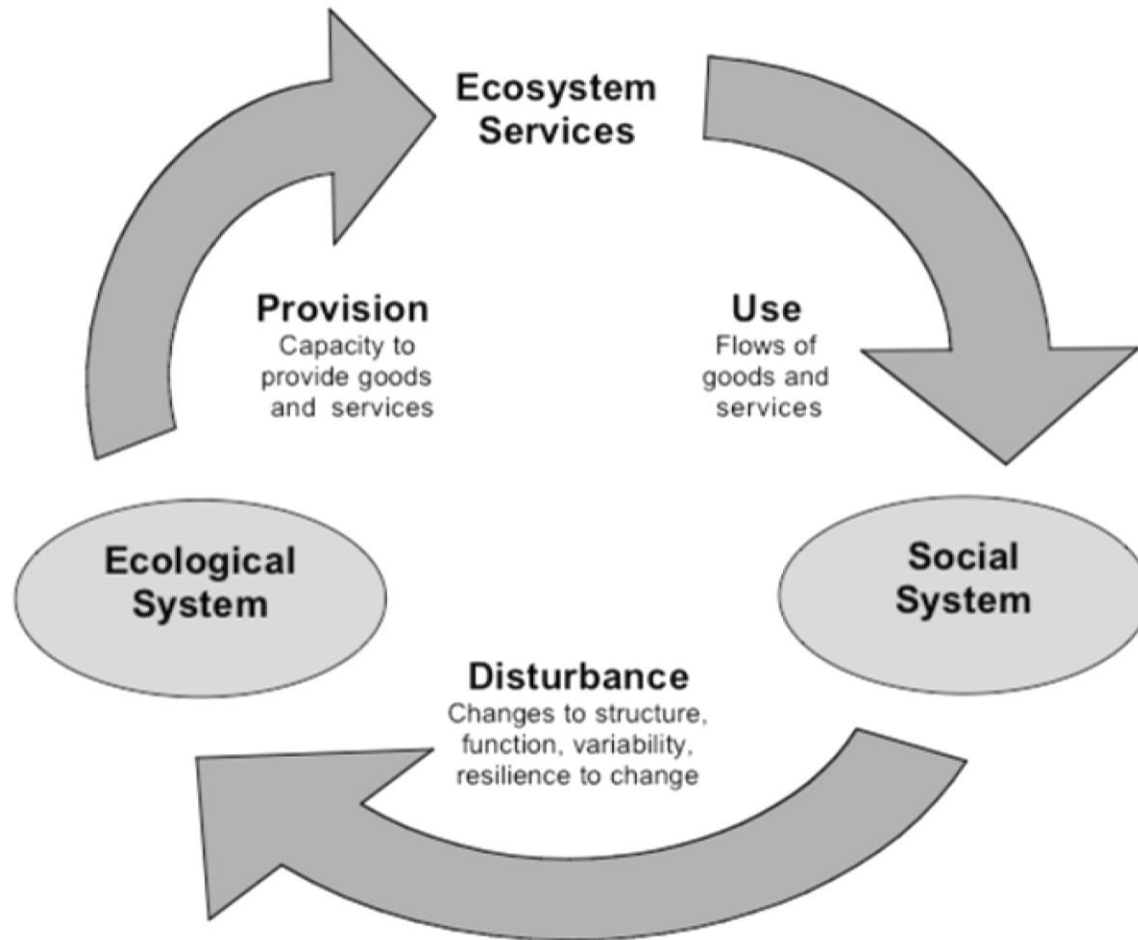 Ecosystem
Services
Provision
Capacity to
provide goods
and services
Use
Flows of
goods and
services
Ecological
System
Social
System
Disturbance
Changes to structure,
function, variability,
resilience to change